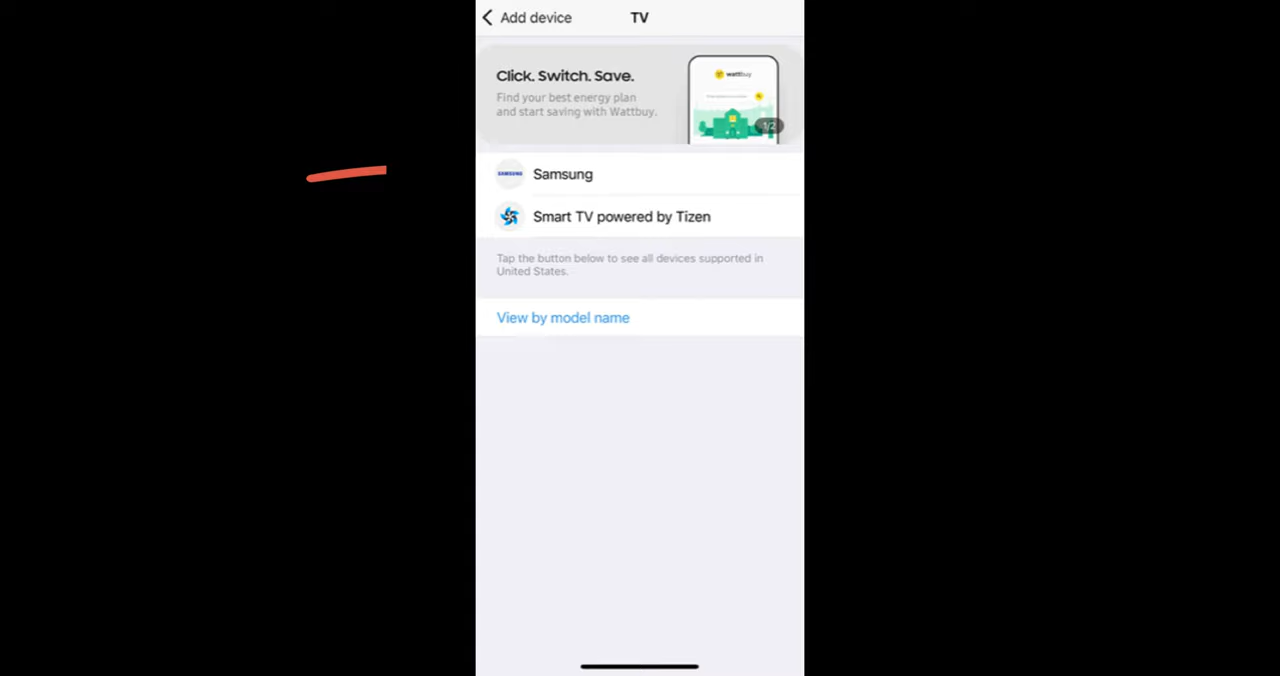 Add device
TV
Click. Switch. Save.
Find your best energy plan
and start saving with Wattbuy.
wattbuy
1/2
SAMSUNG
Samsung
Smart TV powered by Tizen
Tap the button below to see all devices supported in
United States.
View by model name